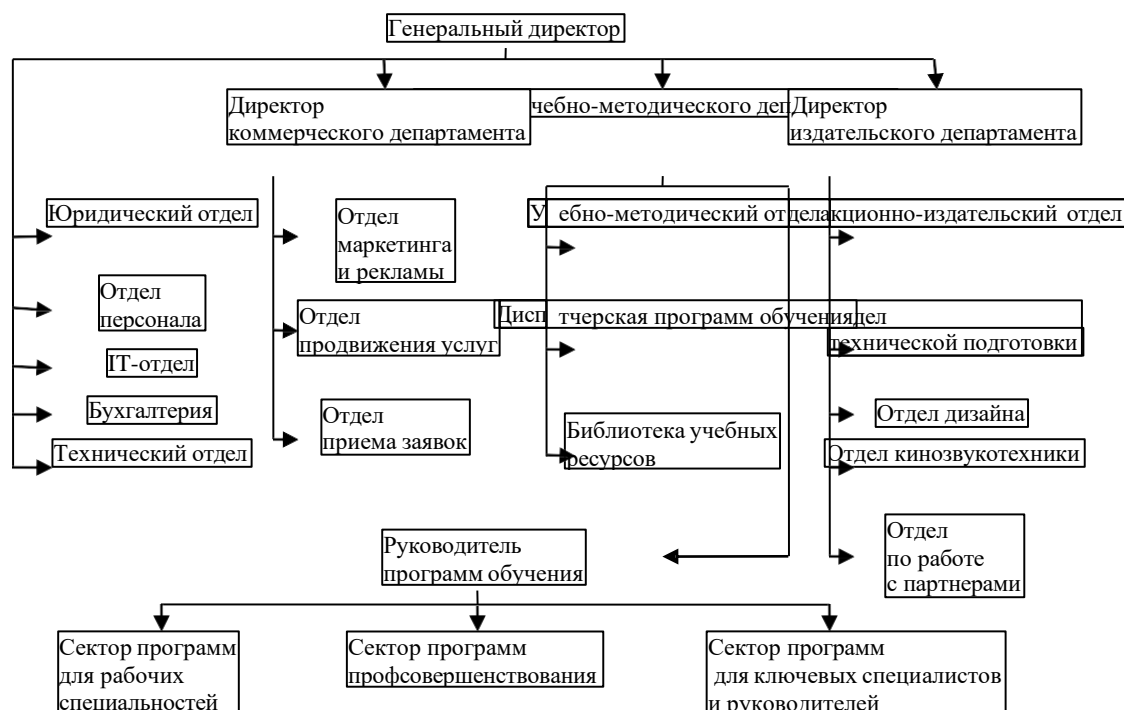 Генеральный директор
Директор
коммерческого департамента
чебно-методического деп
Директор
издательского департамента
Юридический отдел
Отдел
маркетинга
и рекламы
У ебно-методический отдел
акционно-издательский отдел
Отдел
персонала
Отдел
продвижения услуг
Дисп тчерская программ обучения
дел
технической подготовки
IT-отдел
Бухгалтерия
Технический отдел
Отдел
приема заявок
Библиотека учебных
ресурсов
Отдел дизайна
Отдел кинозвукотехники
Руководитель
программ обучения
Отдел
по работе
с партнерами
Сектор программ
для рабочих
специальностей
Сектор программ
профсовершенствования
Сектор программ
для ключевых специалистов
и руководителей